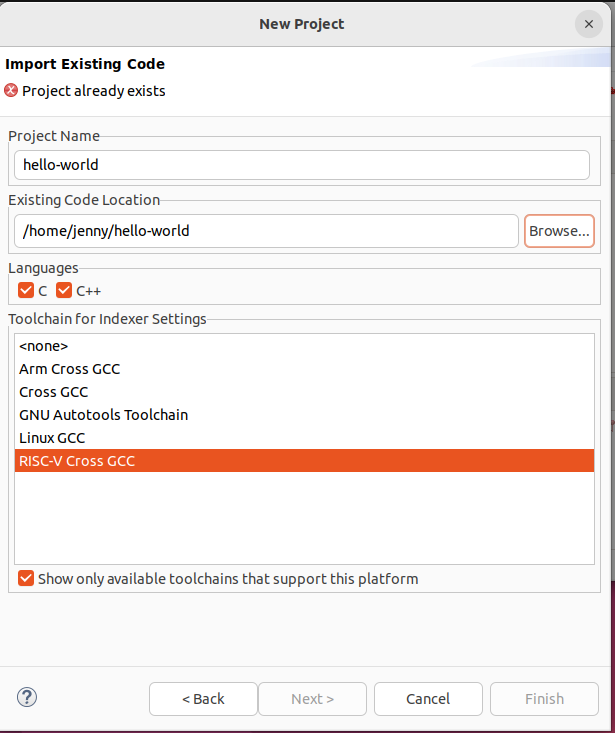 New Project
Import Existing Code
Project already exists
Project Name
hello-world
Existing Code Location
/home/jenny/hello-world
Browse...
Languages
C C++
Toolchain for Indexer Settings
<none>
Arm Cross GCC
Cross GCC
GNU Autotools Toolchain
Linux GCC
RISC-V Cross GCC
Show only available toolchains that support this platform
? < Back Next > Cancel Finish